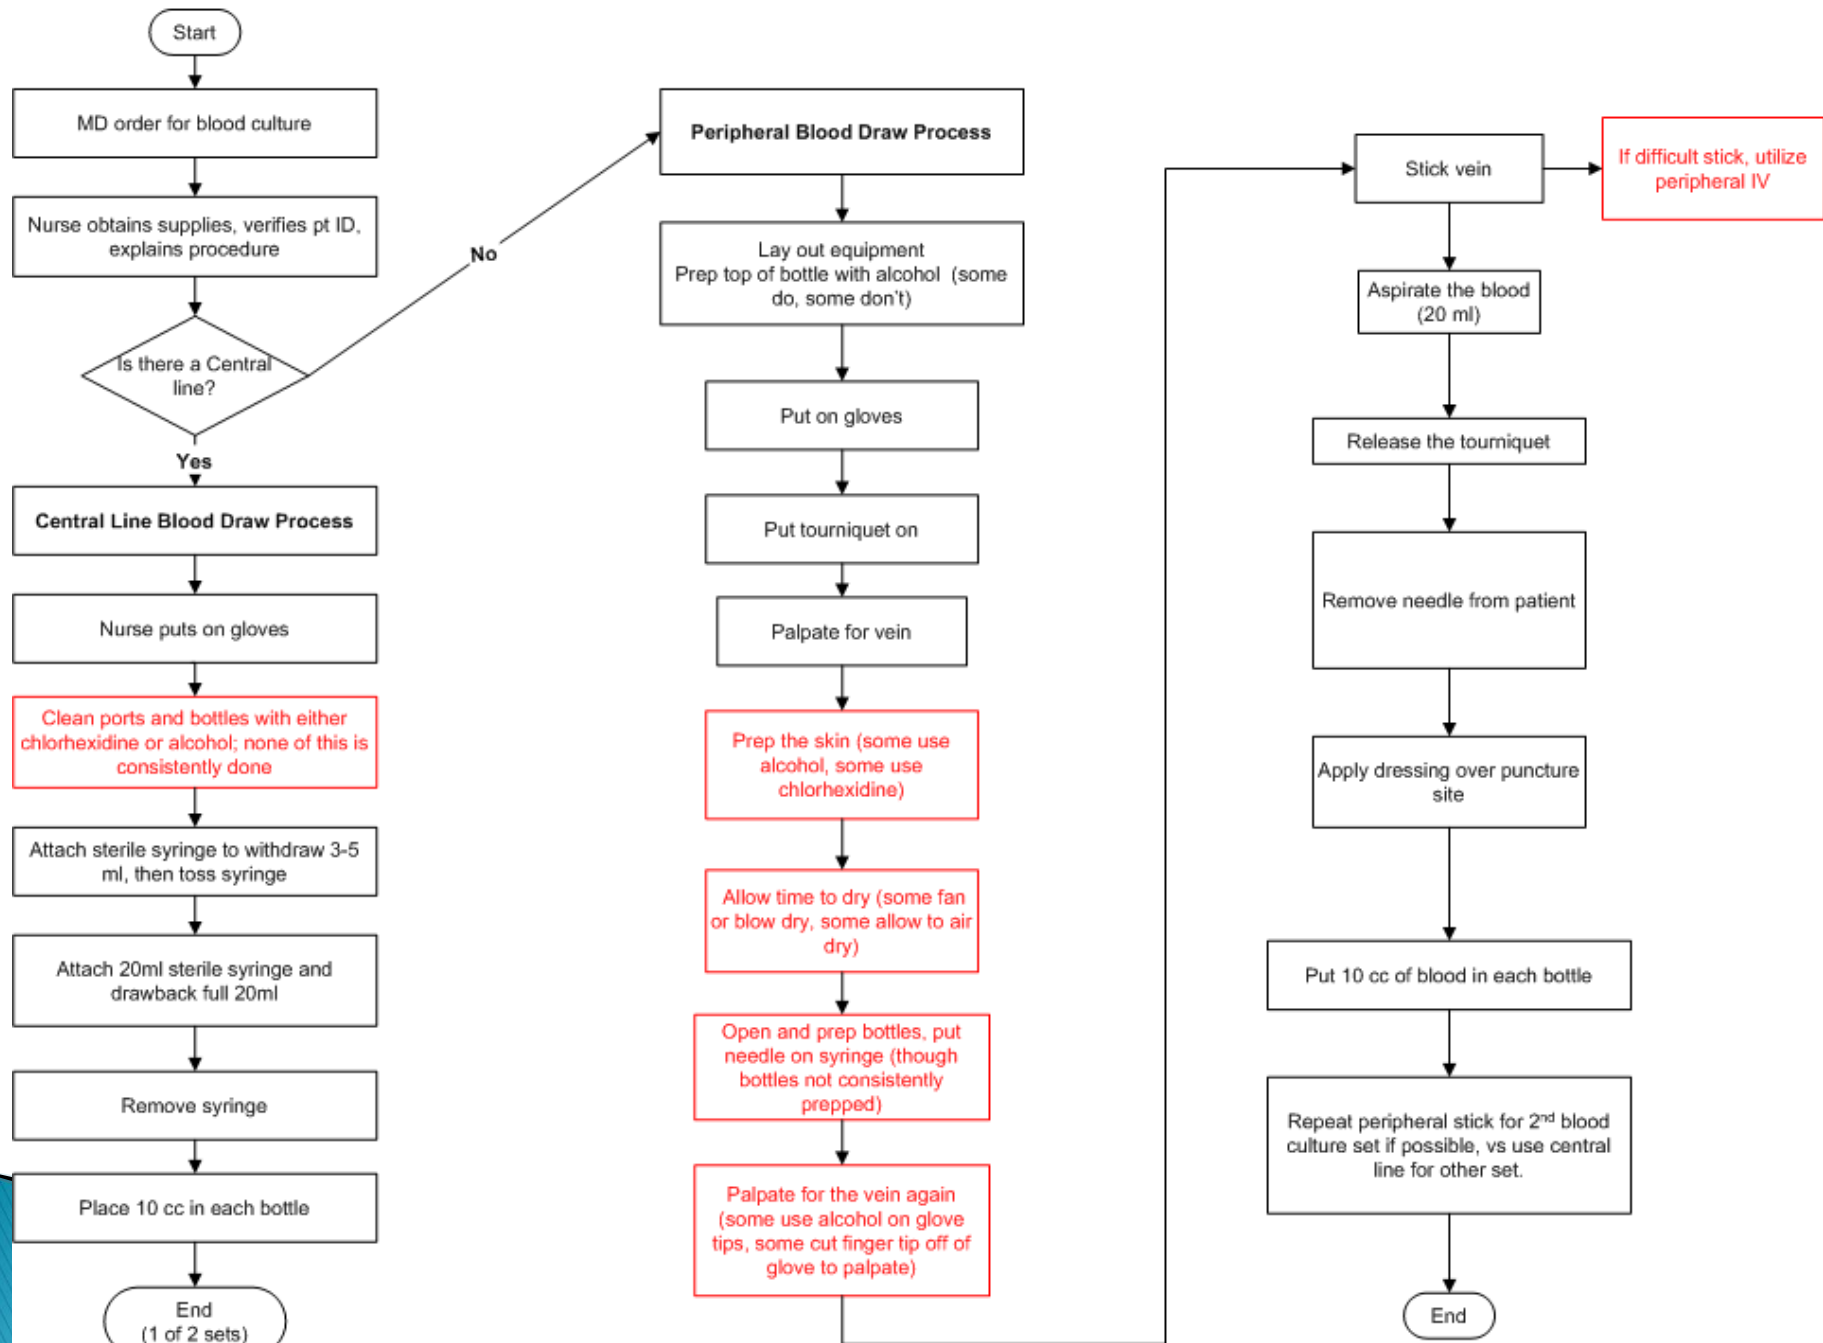 Start
MD order for blood culture
Nurse obtains supplies, verifies pt ID,
explains procedure
Is there a Central
line?
No
Yes
Central Line Blood Draw Process
Nurse puts on gloves
Clean ports and bottles with either
chlorhexidine or alcohol; none of this is
consistently done
Attach sterile syringe to withdraw 3-5
ml, then toss syringe
Attach 20ml sterile syringe and
drawback full 20ml
Remove syringe
Place 10 cc in each bottle
End
(1 of 2 sets)
Peripheral Blood Draw Process
Lay out equipment
Prep top of bottle with alcohol (some
do, some don't)
Put on gloves
Put tourniquet on
Palpate for vein
Prep the skin (some use
alcohol, some use
chlorhexidine)
Allow time to dry (some fan
or blow dry, some allow to air
dry)
Open and prep bottles, put
needle on syringe (though
bottles not consistently
prepped)
Palpate for the vein again
(some use alcohol on glove
tips, some cut finger tip off of
glove to palpate)
Stick vein
If difficult stick, utilize
peripheral IV
Aspirate the blood
(20 ml)
Release the tourniquet
Remove needle from patient
Apply dressing over puncture
site
Put 10 cc of blood in each bottle
Repeat peripheral stick for 2nd blood
culture set if possible, vs use central
line for other set.
End